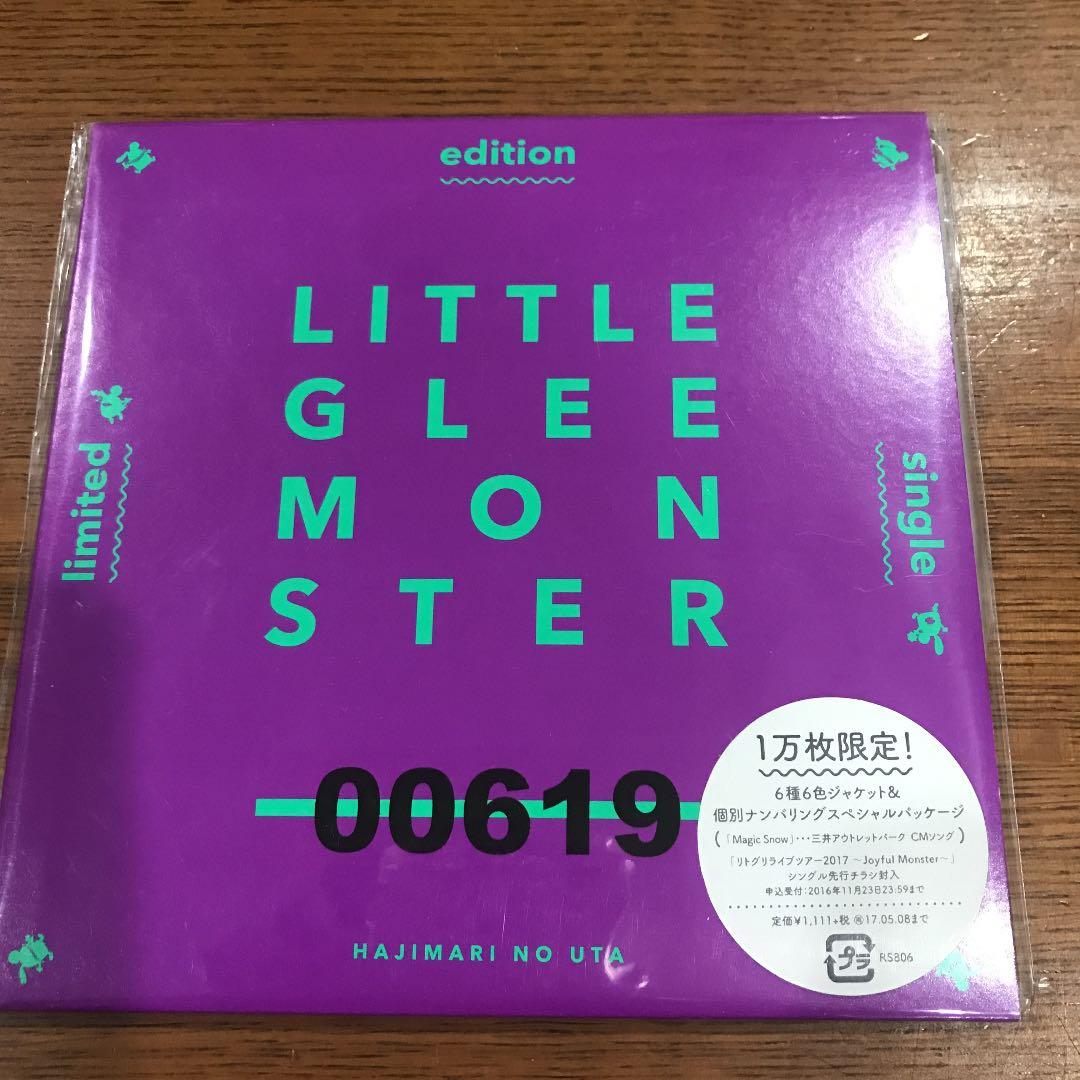 edition
LITTLE
GLEE
MON
STER
limited
single
00619
HAJIMARI NO UTA
1万枚限定!
6種6色ジャケット&
個別ナンバリングスペシャルパッケージ
(「Magic Snow」・・・三井アウトレットパーク CMソング)
「リトグリライブツアー2017 ～Joyful Monster～」
シングル先行チラシ封入
申込受付:2016年11月23日23:59まで
定価¥1,111+税 ㊕17.05.08まで
プラ RS806